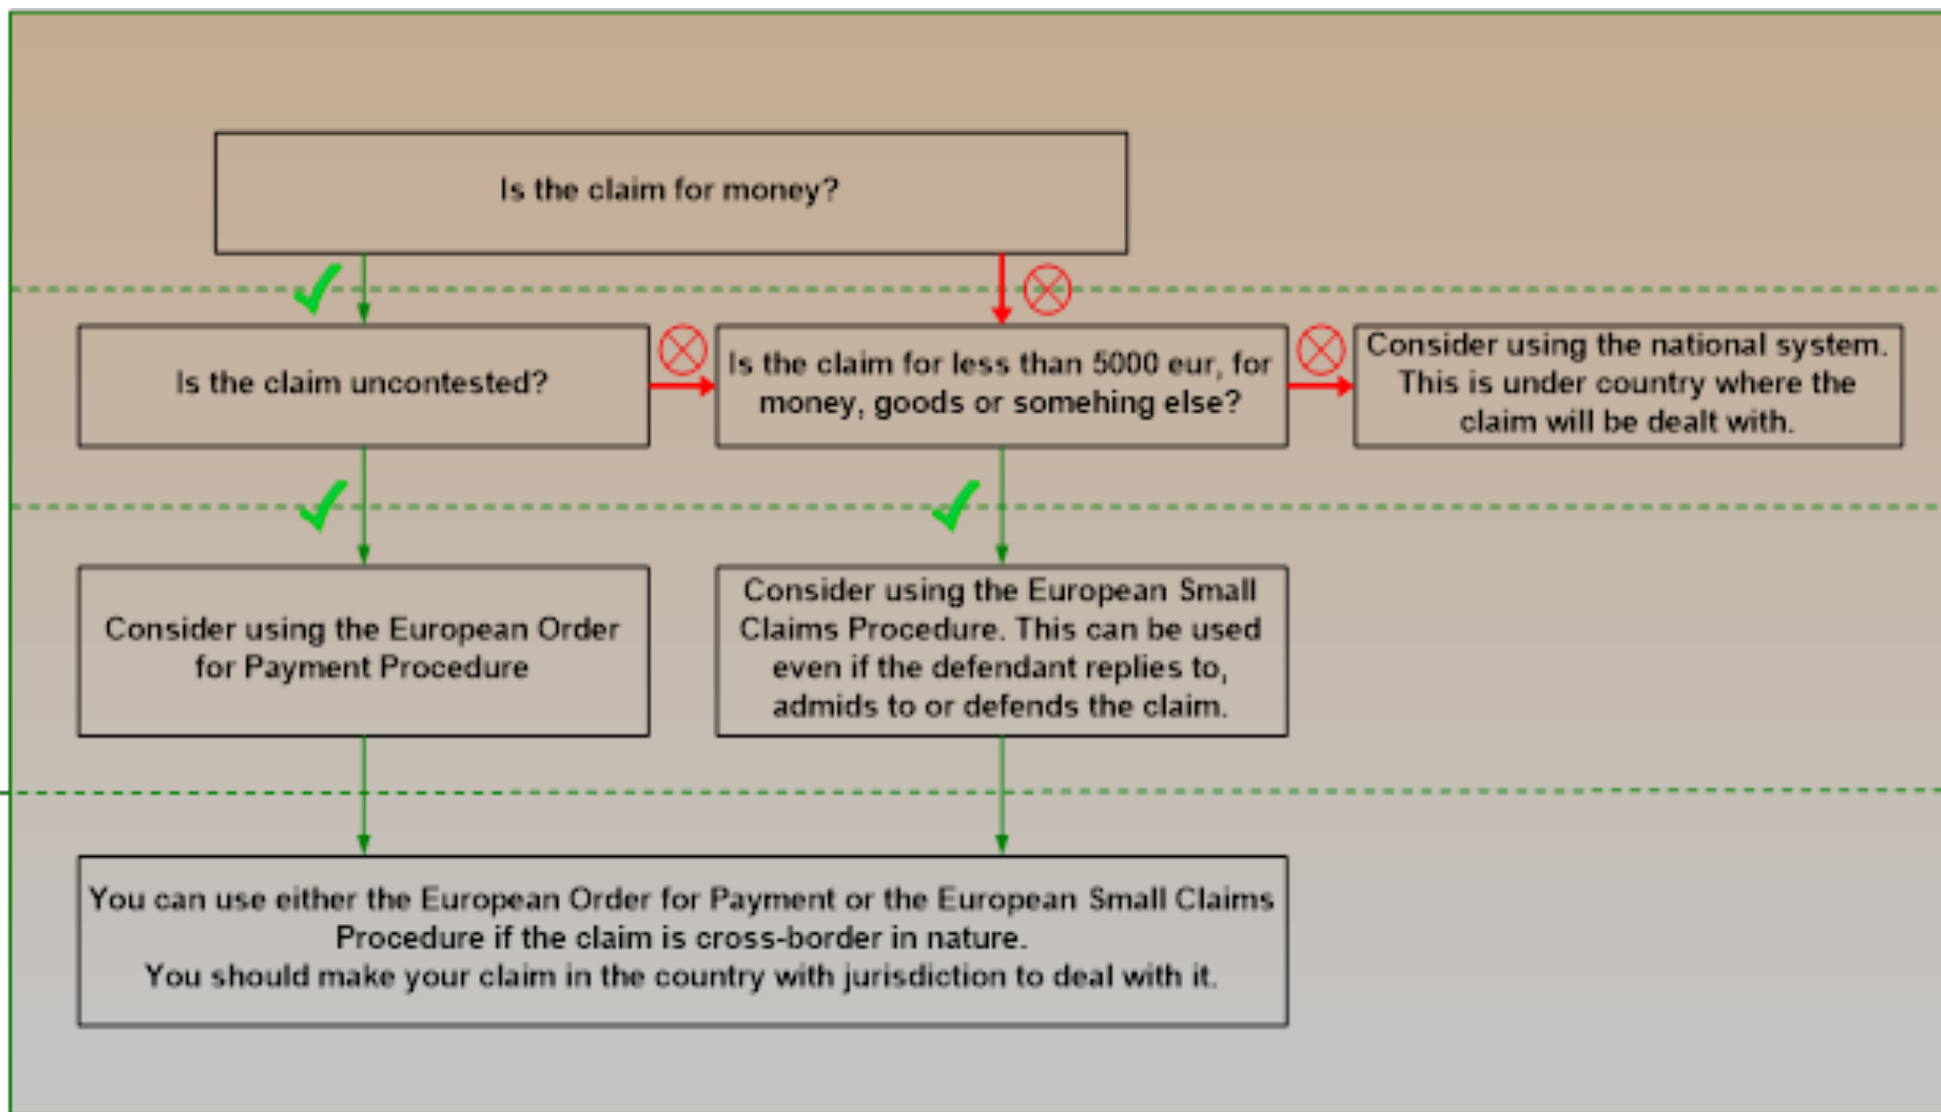 Is the claim for money?
Is the claim uncontested?
Is the claim for less than 5000 eur, for
money, goods or somehing else?
Consider using the national system.
This is under country where the
claim will be dealt with.
Consider using the European Order
for Payment Procedure
Consider using the European Small
Claims Procedure. This can be used
even if the defendant replies to,
admids to or defends the claim.
You can use either the European Order for Payment or the European Small Claims
Procedure if the claim is cross-border in nature.
You should make your claim in the country with jurisdiction to deal with it.